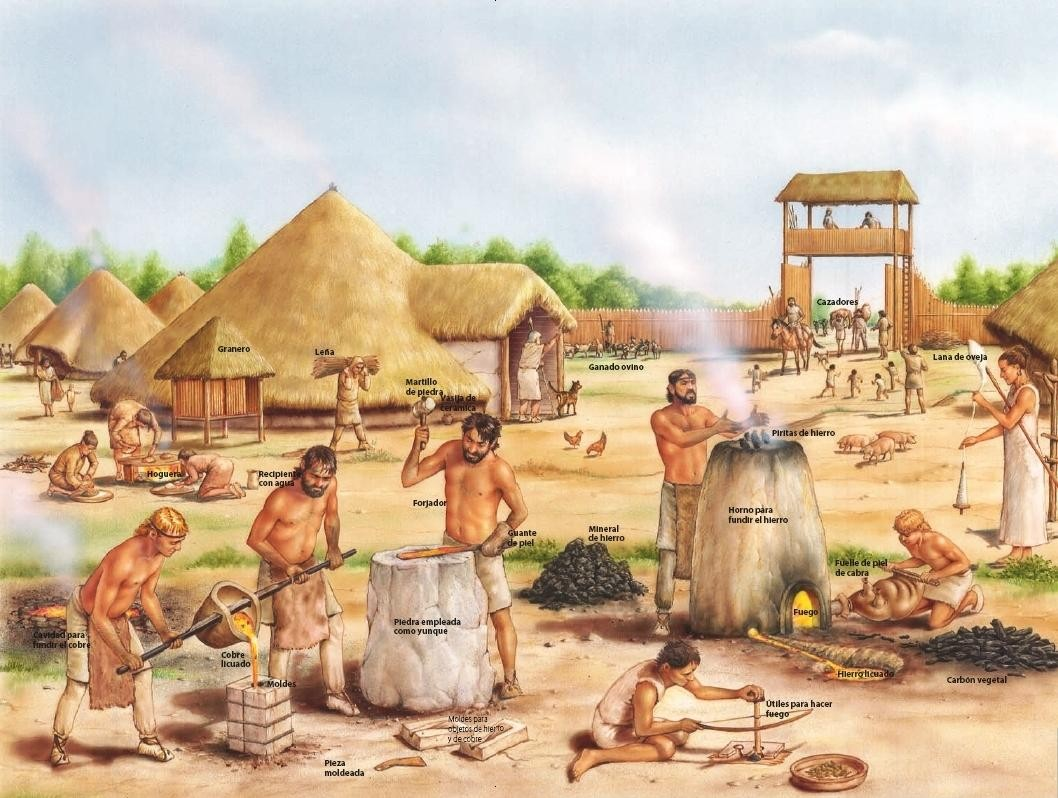 Cazadores
Granero
Leña
Lana de oveja
Ganado ovino
Martillo
de piedra
Vasija de
cerámica
Piritas de hierro
Hoguera
Recipiente
con agua
Forjador
Horno para
fundir el hierro
Guante
de piel
Mineral
de hierro
Fuelle de piel
de cabra
Fuego
Cavidad para
fundir el cobre
Piedra empleada
como yunque
Cobre
licuado
Moldes
Hierro licuado
Carbón vegetal
Útiles para hacer
fuego
Moldes para
objetos de hierro
y de cobre
Pieza
moldeada